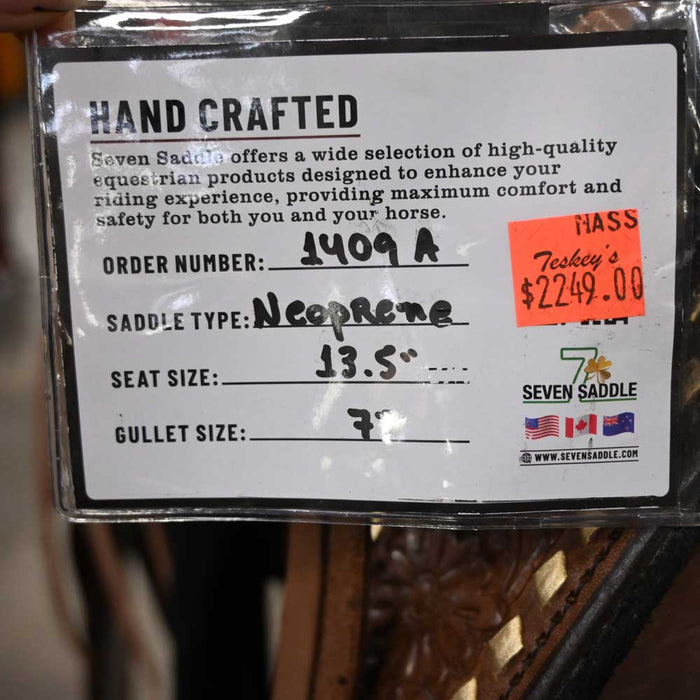 HAND CRAFTED
Seven Saddle offers a wide selection of high-quality
equestrian products designed to enhance your
riding experience, providing maximum comfort and
safety for both you and your horse.
ORDER NUMBER: 1409 A
SADDLE TYPE: NeopRene
SEAT SIZE: 13.5"
GULLET SIZE: 7"
MASS
Teskey's
$2249.00
7
SEVEN SADDLE
WWW.SEVENSADDLE.COM